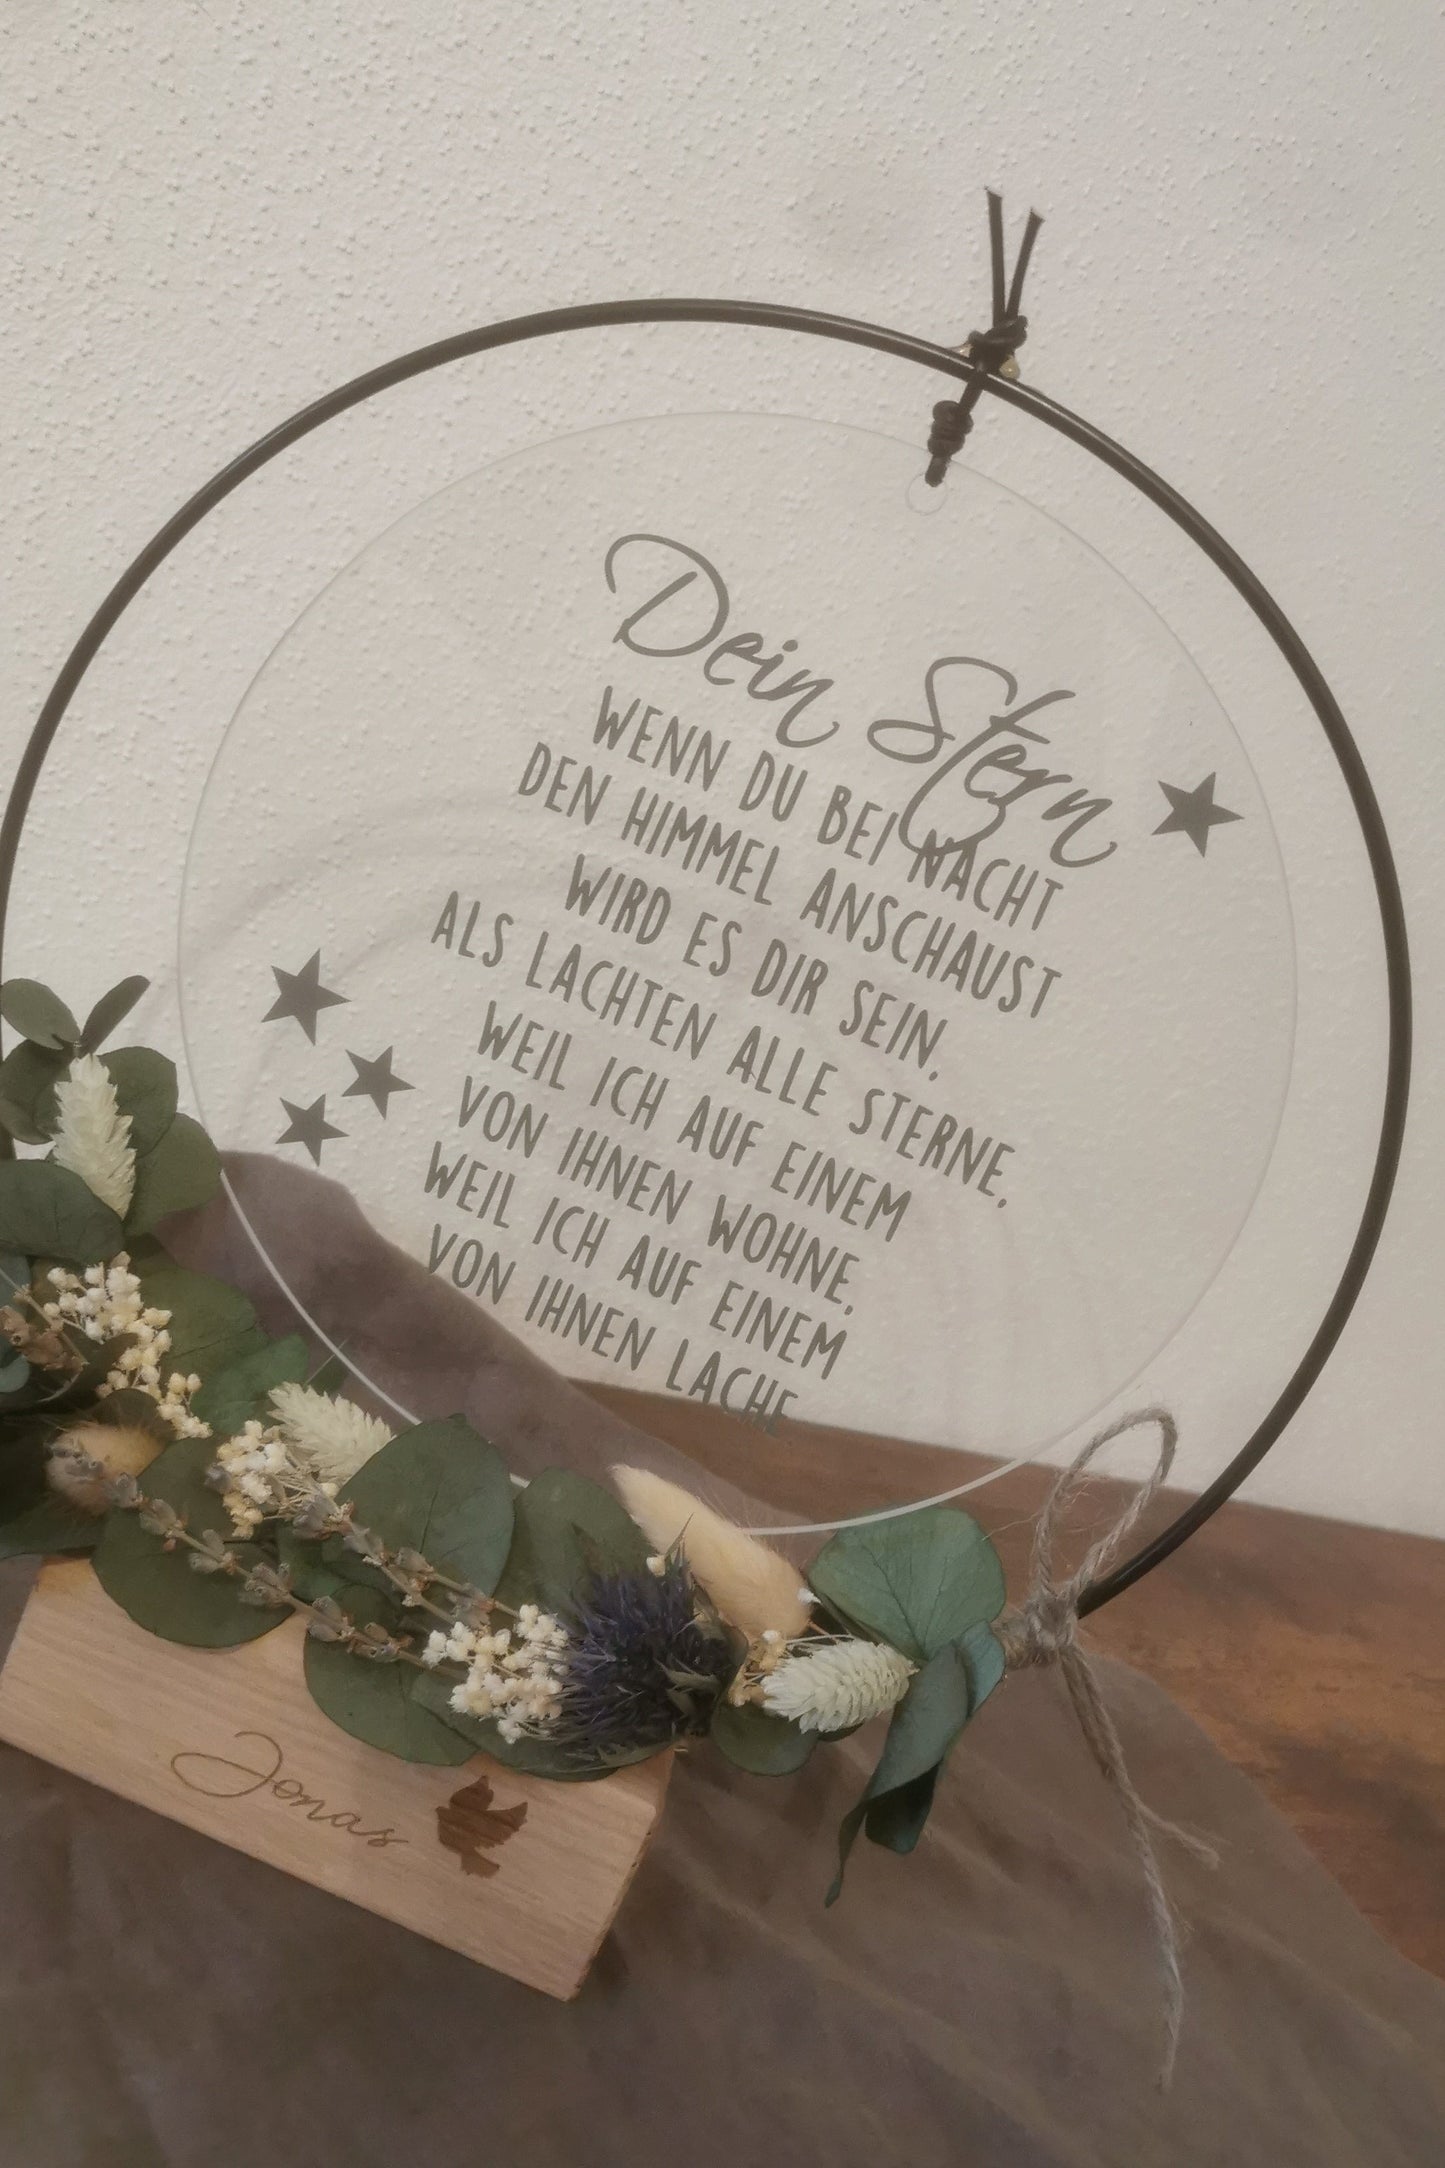 Dein Stern
WENN DU BEI NACHT
DEN HIMMEL ANSCHAUST
WIRD ES DIR SEIN,
ALS LACHTEN ALLE STERNE,
WEIL ICH AUF EINEM
VON IHNEN WOHNE,
WEIL ICH AUF EINEM
VON IHNEN LACHE
Jonas